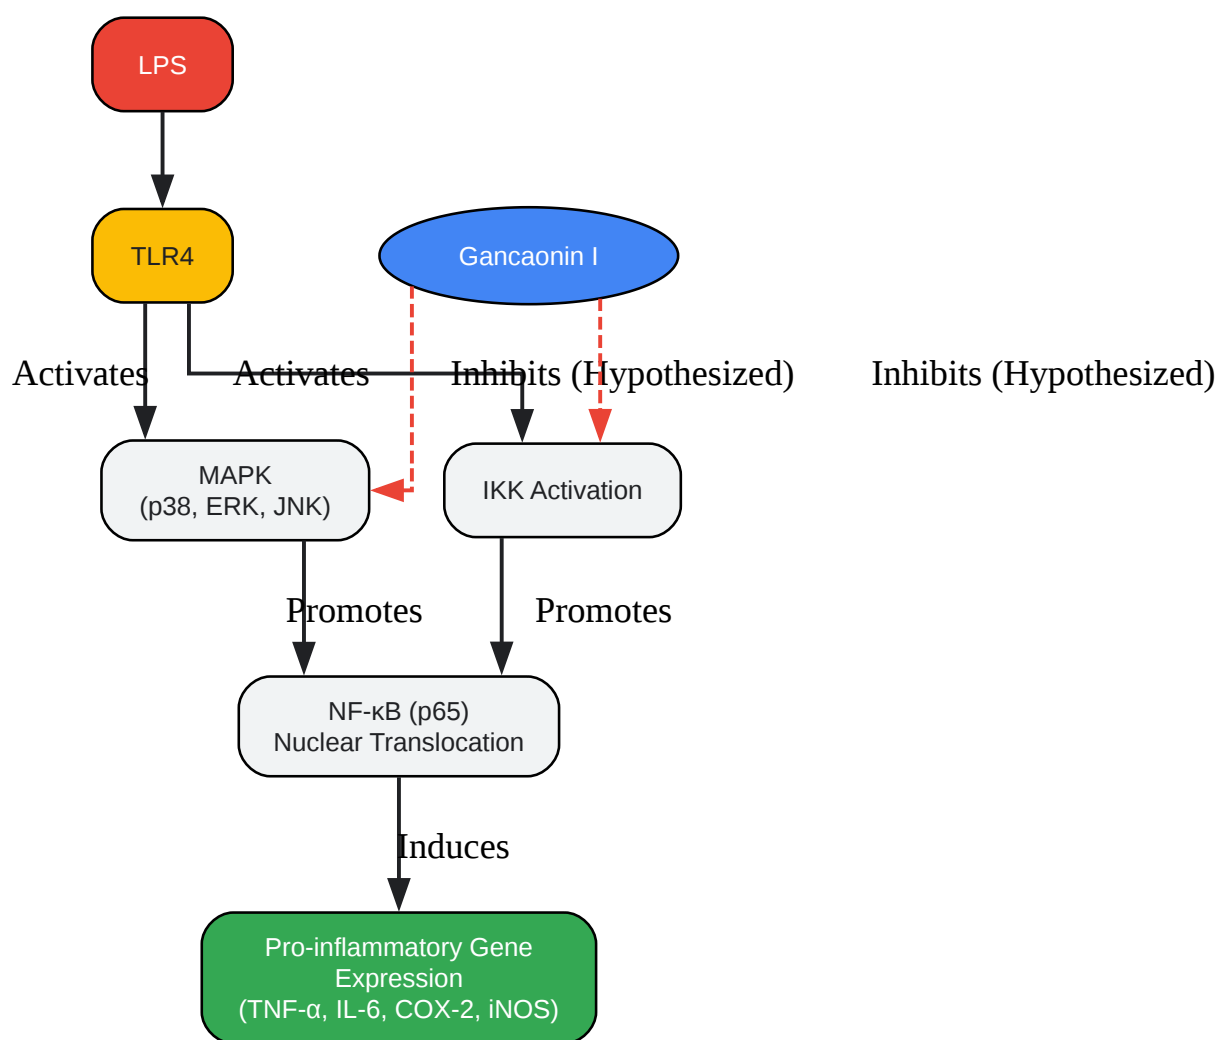 LPS
TLR4
Gancaonin I
Activates
Activates
Inhibits (Hypothesized)
Inhibits (Hypothesized)
MAPK
(p38, ERK, JNK)
IKK Activation
Promotes
Promotes
NF-κB (p65)
Nuclear Translocation
Induces
Pro-inflammatory Gene
Expression
(TNF-α, IL-6, COX-2, iNOS)